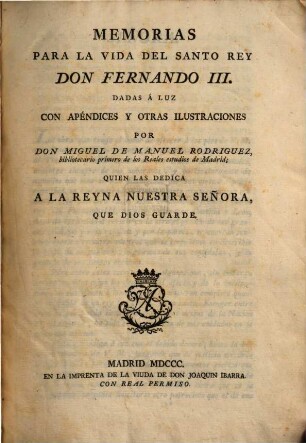 MEMORIAS
PARA LA VIDA DEL SANTO REY
DON FERNANDO III.
DADAS Á LUZ
CON APÉNDICES Y OTRAS ILUSTRACIONES
POR
DON MIGUEL DE MANUEL RODRIGUEZ,
bibliotecario primero de los Reales estudios de Madrid;
QUIEN LAS DEDICA
A LA REYNA NUESTRA SEÑORA,
QUE DIOS GUARDE.
MADRID MDCCC.
EN LA IMPRENTA DE LA VIUDA DE DON JOAQUIN IBARRA.
CON REAL PERMISO.